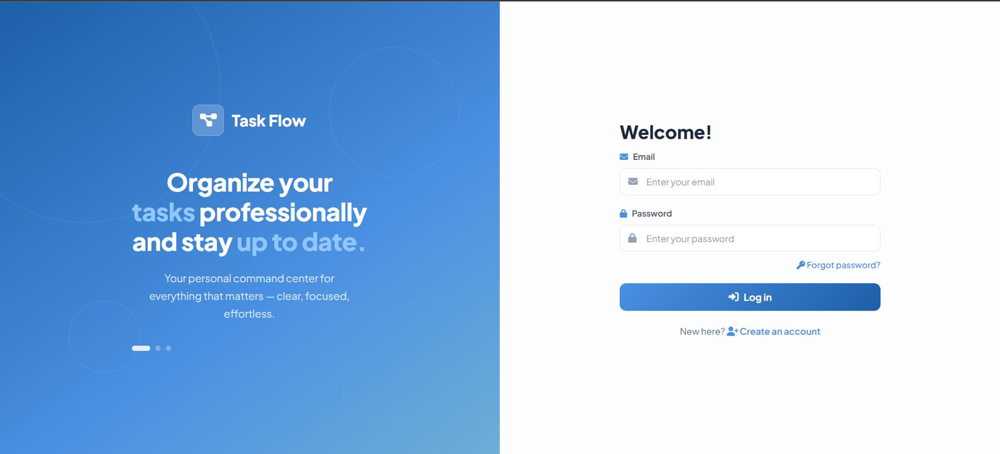 Task Flow
Organize your
tasks professionally
and stay up to date.
Your personal command center for
everything that matters — clear, focused,
effortless.
Welcome!
Email
Enter your email
Password
Enter your password
Forgot password?
Log in
New here? Create an account